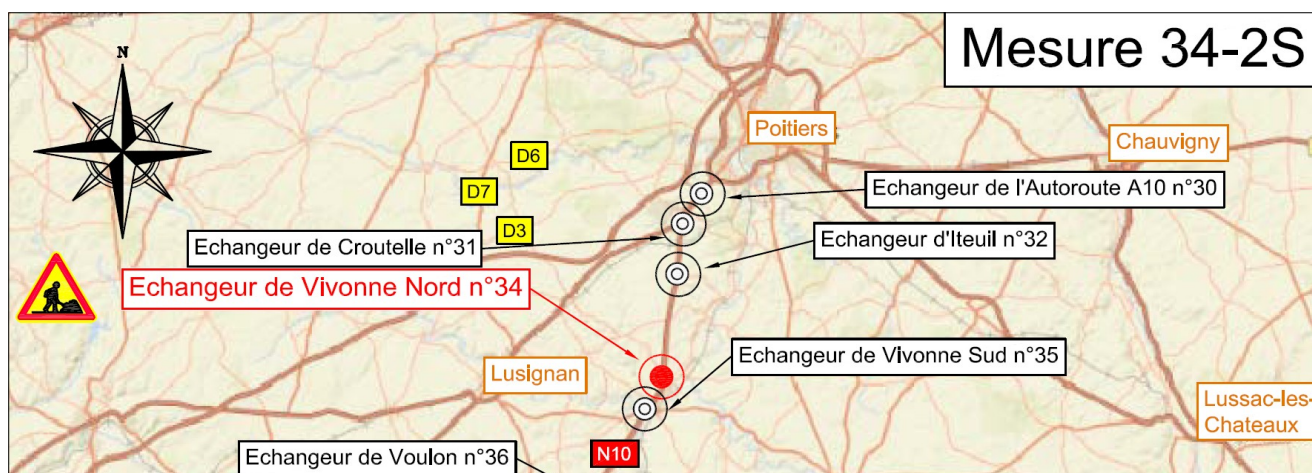 Mesure 34-2S
N
Poitiers
Chauvigny
D6
D7
D3
Echangeur de l'Autoroute A10 n°30
Echangeur de Croutelle n°31
Echangeur d'Iteuil n°32
Echangeur de Vivonne Nord n°34
Echangeur de Vivonne Sud n°35
Lusignan
Lussac-les-
Chateaux
N10
Echangeur de Voulon n°36